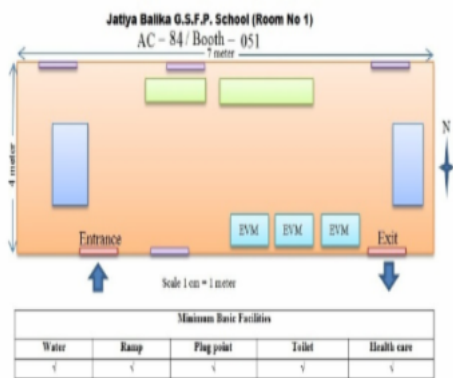 Jatiya Balika G.S.F.P. School (Room No 1)
AC - 84/ Booth - 051
7 meter
4 meter
N
EVM EVM EVM
Entrance
Exit
Scale 1 cm = 1 meter
Minimum Basic Facilities
Water Ramp Plug point Toilet Health care
√ √ √ √ √